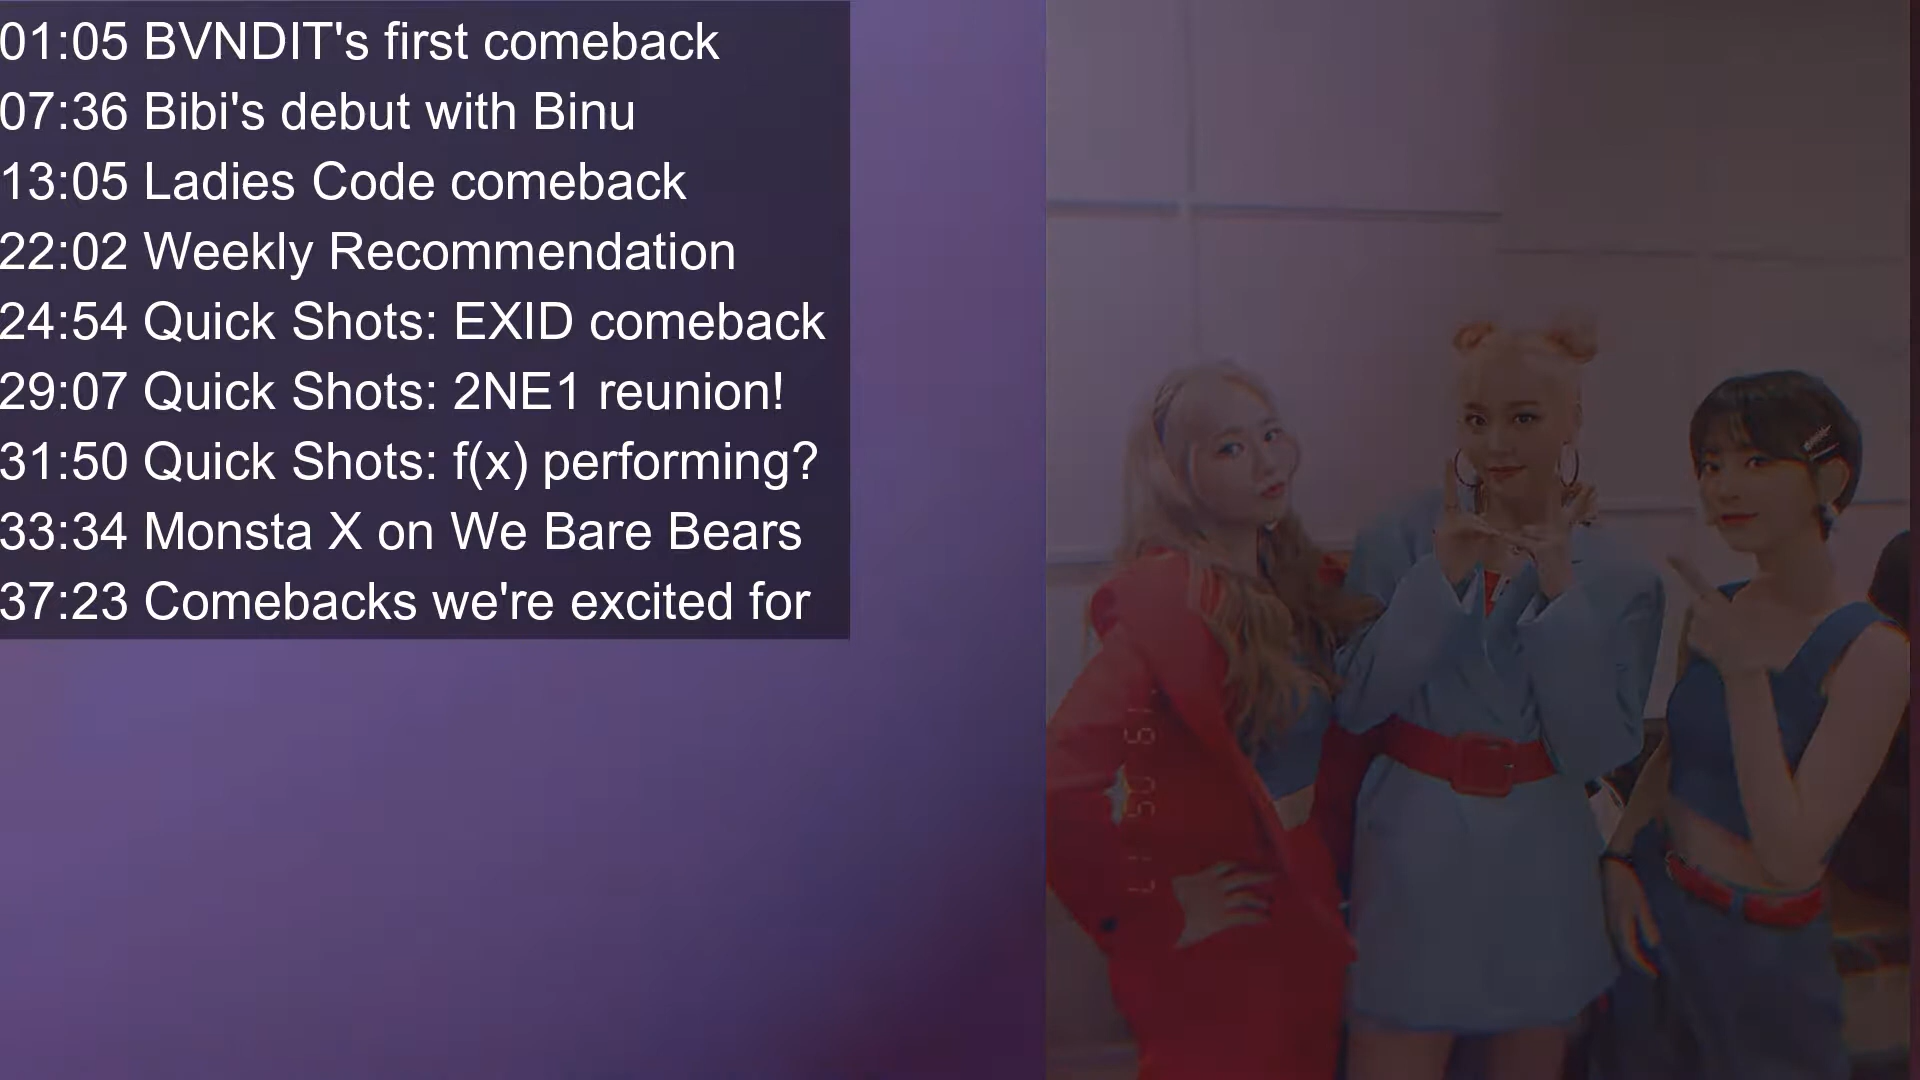 01:05 BVNDIT's first comeback
07:36 Bibi's debut with Binu
13:05 Ladies Code comeback
22:02 Weekly Recommendation
24:54 Quick Shots: EXID comeback
29:07 Quick Shots: 2NE1 reunion!
31:50 Quick Shots: f(x) performing?
33:34 Monsta X on We Bare Bears
37:23 Comebacks we're excited for